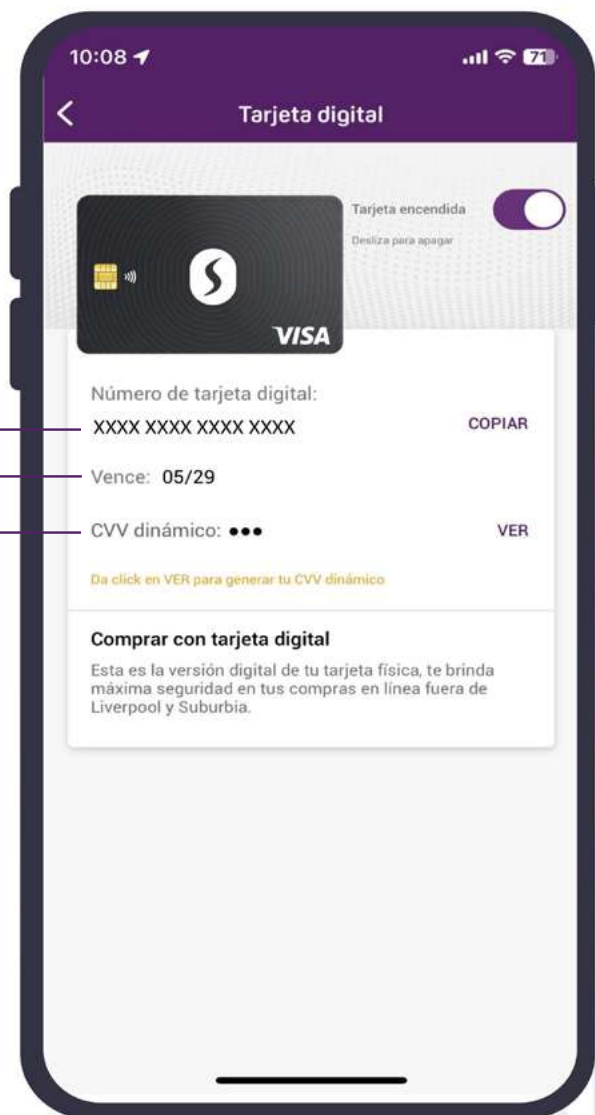 10:08
71
Tarjeta digital
Tarjeta encendida
Desliza para apagar
VISA
Número de tarjeta digital:
XXXX XXXX XXXX XXXX COPIAR
Vence: 05/29
CVV dinámico: ••• VER
Da click en VER para generar tu CVV dinámico
Comprar con tarjeta digital
Esta es la versión digital de tu tarjeta física, te brinda
máxima seguridad en tus compras en línea fuera de
Liverpool y Suburbia.